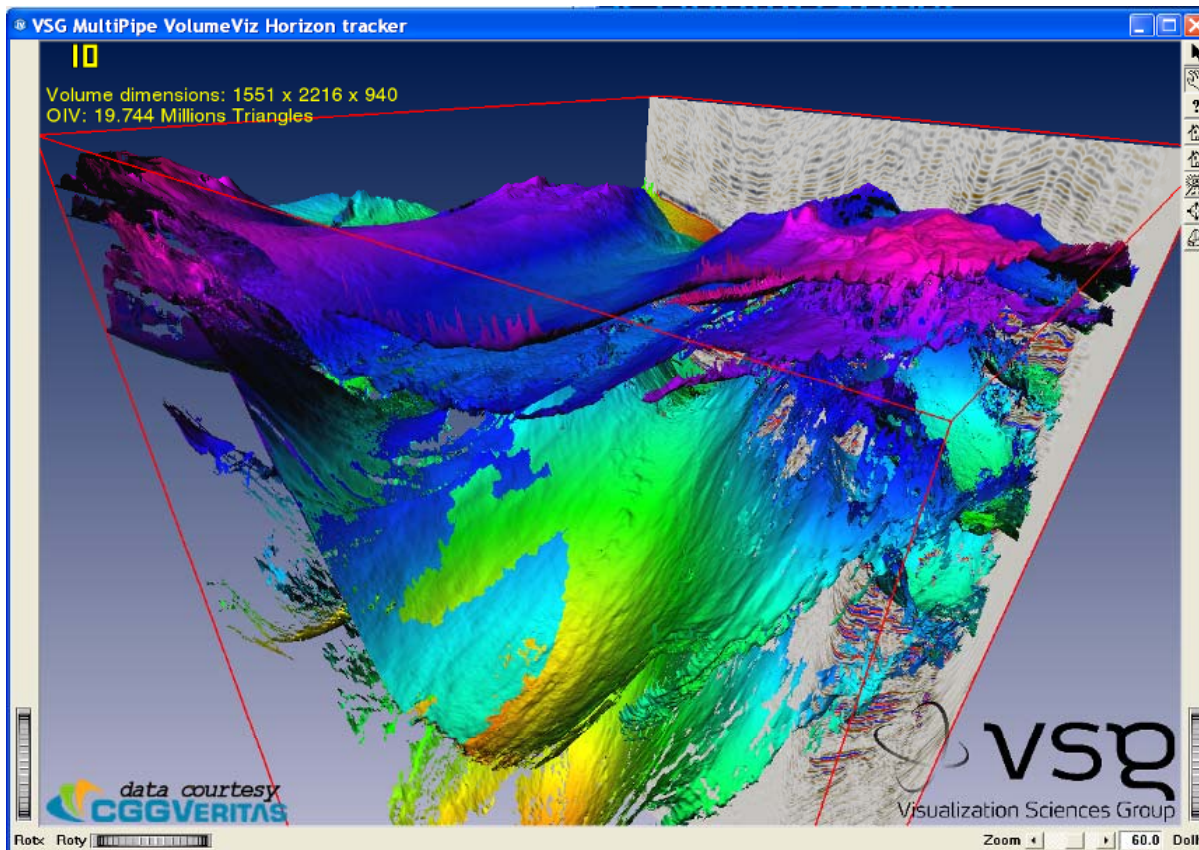 VSG MultiPipe VolumeViz Horizon tracker
10
Volume dimensions: 1551 x 2216 x 940
OIV: 19.744 Millions Triangles
data courtesy
CGGVERITAS
vsg
Visualization Sciences Group
Rotx Roty
Zoom
60.0
Doll